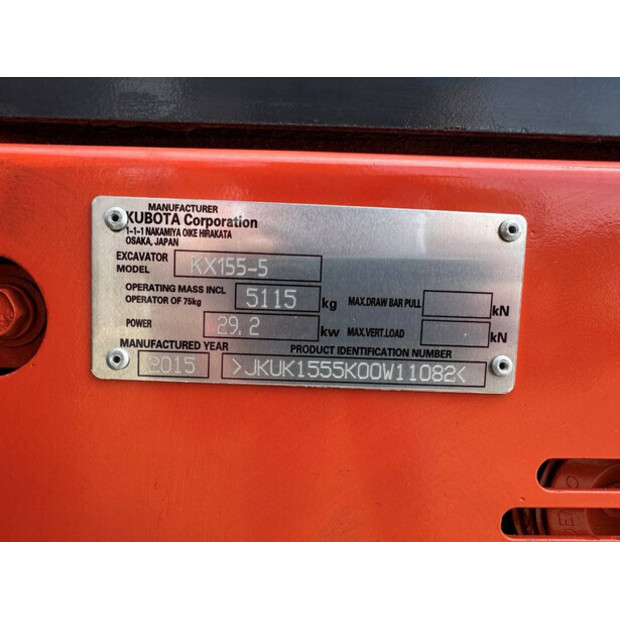 MANUFACTURER
KUBOTA Corporation
1-1-1 NAKAMIYA OIKE HIRAKATA
OSAKA, JAPAN
EXCAVATOR MODEL KX155-5
OPERATING MASS INCL OPERATOR OF 75kg 5115 kg MAX.DRAW BAR PULL kN
POWER 29,2 kw MAX.VERT.LOAD kN
MANUFACTURED YEAR PRODUCT IDENTIFICATION NUMBER
2015 >JKUK1555K00W11082<